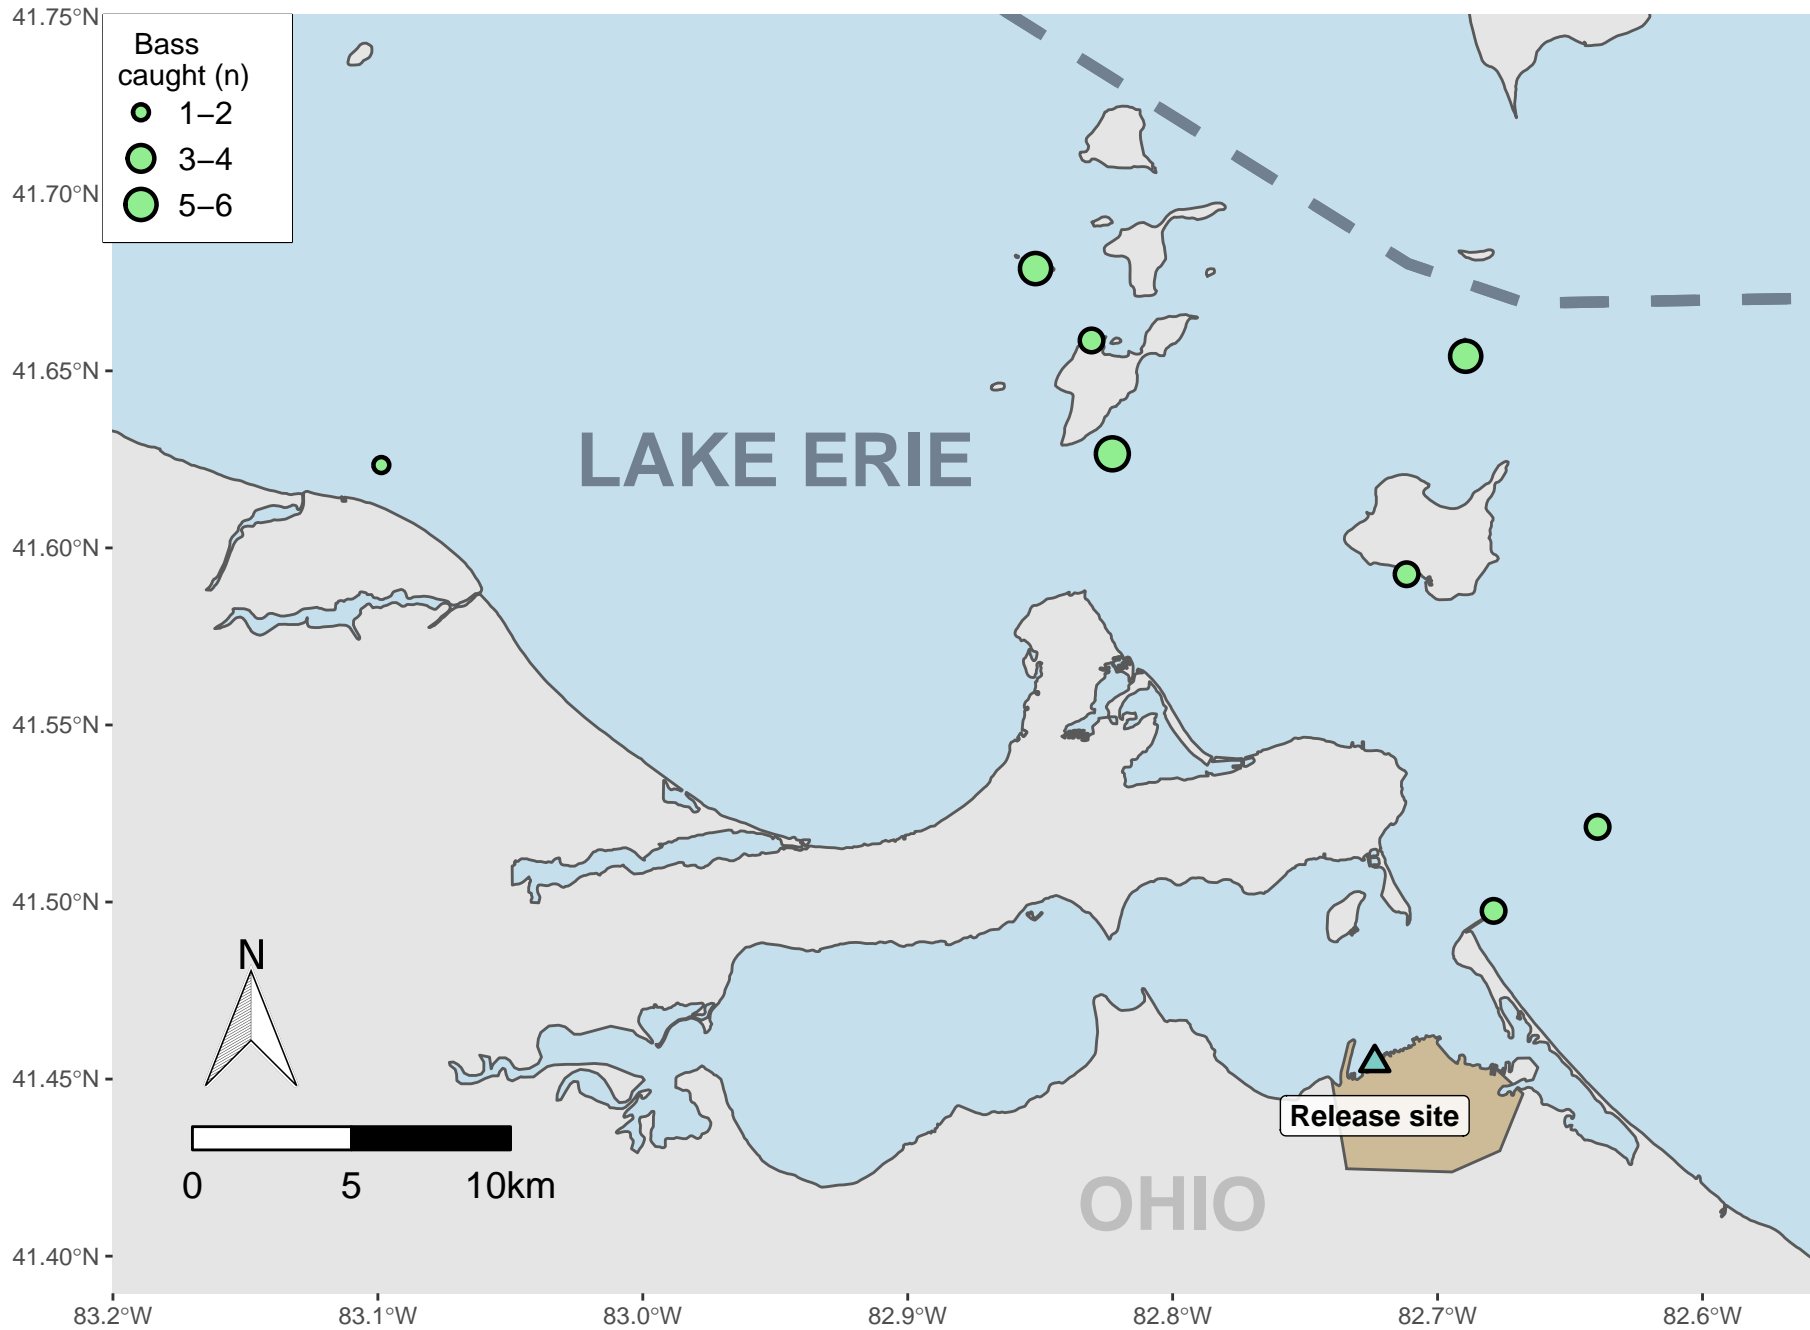 41.75°N
Bass
caught (n)
1–2
3–4
5–6
41.70°N
41.65°N
LAKE ERIE
41.60°N
41.55°N
41.50°N
N
41.45°N
Release site
0 5 10km
OHIO
41.40°N
83.2°W 83.1°W 83.0°W 82.9°W 82.8°W 82.7°W 82.6°W